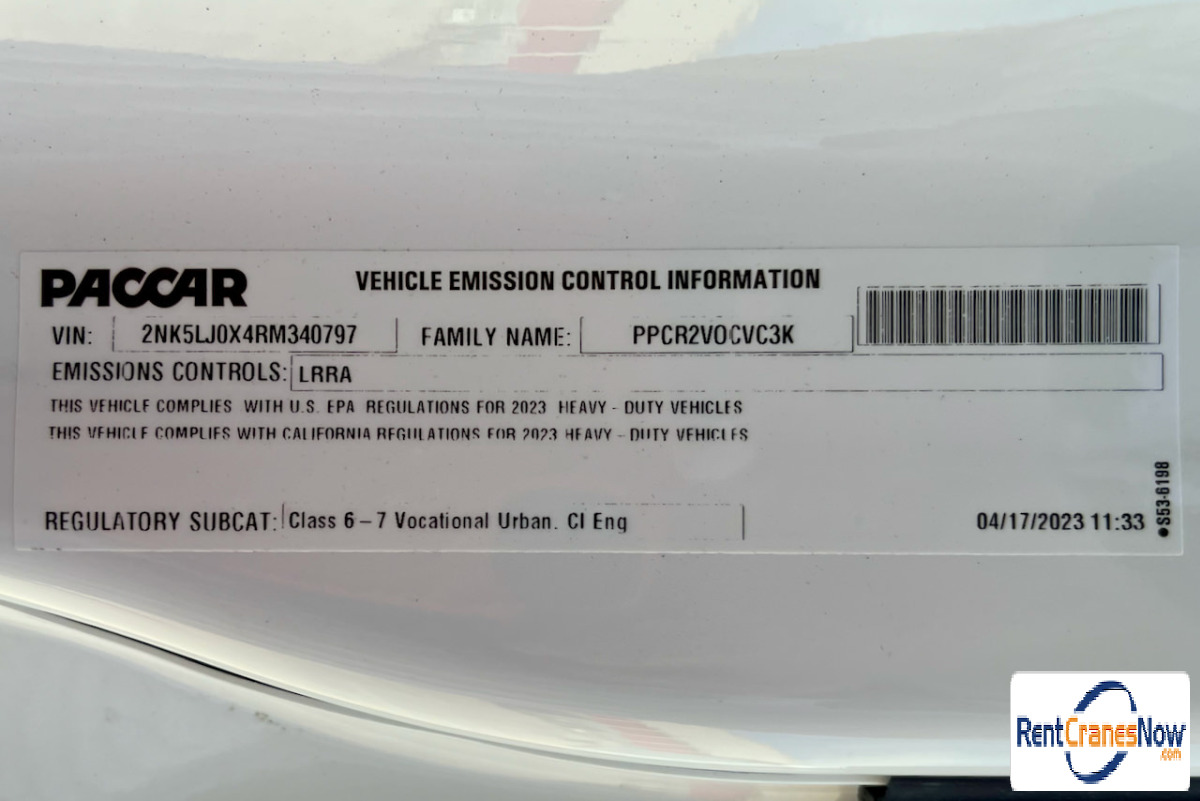 PACCAR
VEHICLE EMISSION CONTROL INFORMATION
VIN: 2NK5LJ0X4RM340797 FAMILY NAME: PPCR2VOCVC3K
EMISSIONS CONTROLS: LRRA
THIS VEHICLE COMPLIES WITH U.S. EPA REGULATIONS FOR 2023 HEAVY - DUTY VEHICLES
THIS VEHICLE COMPLIES WITH CALIFORNIA REGULATIONS FOR 2023 HEAVY - DUTY VEHICLES
REGULATORY SUBCAT: Class 6 - 7 Vocational Urban. CI Eng
04/17/2023 11:33
●S53-6198
RentCranesNow
.com